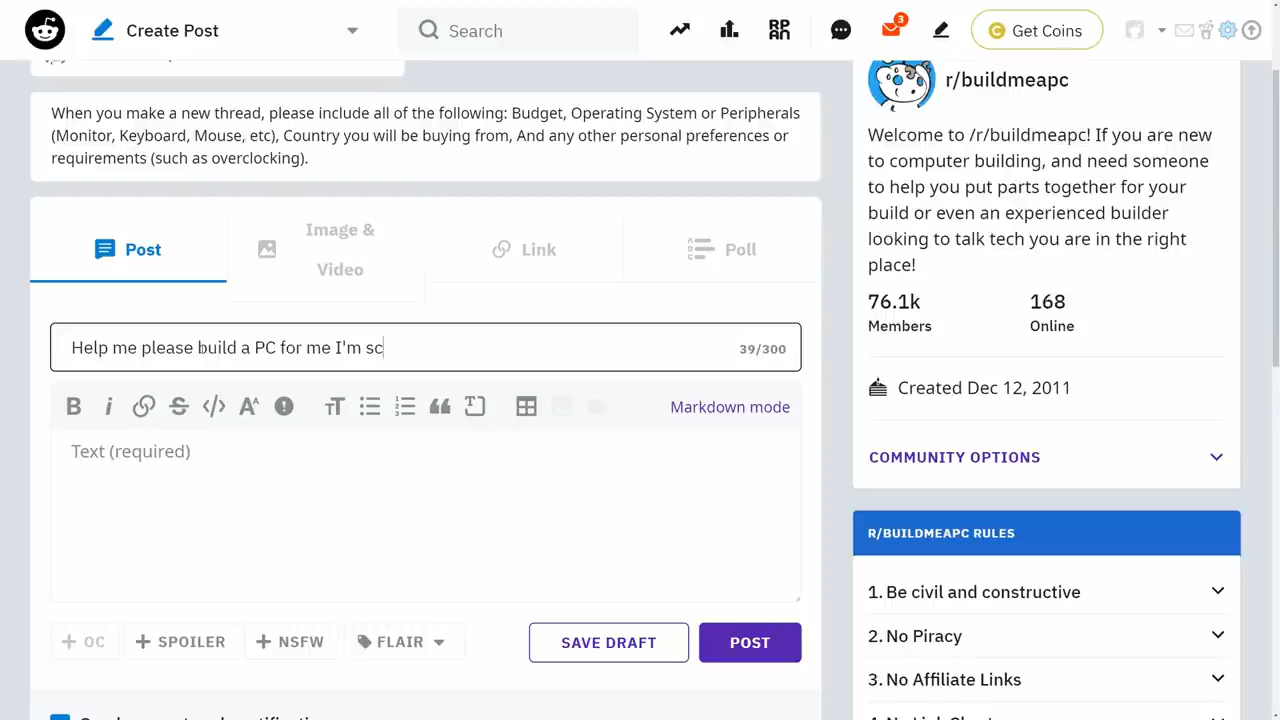 Create Post
Search
3
Get Coins
When you make a new thread, please include all of the following: Budget, Operating System or Peripherals
(Monitor, Keyboard, Mouse, etc), Country you will be buying from, And any other personal preferences or
requirements (such as overclocking).
Post
Image &
Video
Link
Poll
Help me please build a PC for me I'm sc
39/300
Markdown mode
Text (required)
OC
SPOILER
NSFW
FLAIR
SAVE DRAFT
POST
r/buildmeapc
Welcome to /r/buildmeapc! If you are new
to computer building, and need someone
to help you put parts together for your
build or even an experienced builder
looking to talk tech you are in the right
place!
76.1k
Members
168
Online
Created Dec 12, 2011
COMMUNITY OPTIONS
R/BUILDMEAPC RULES
1. Be civil and constructive
2. No Piracy
3. No Affiliate Links